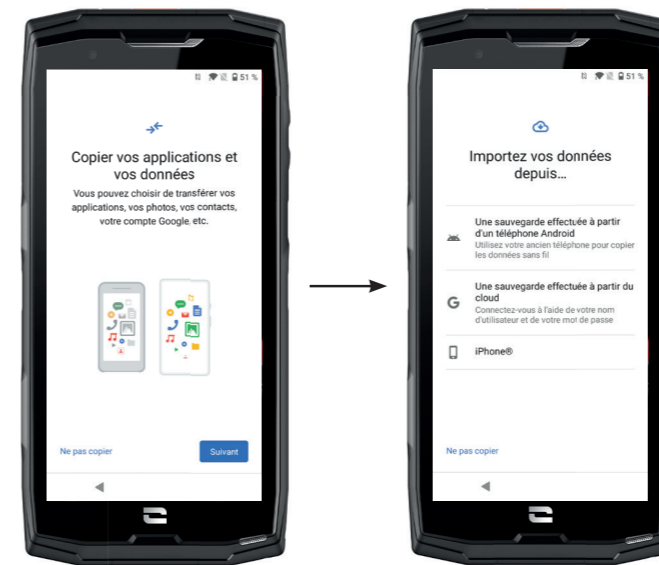 51 %
Copier vos applications et
vos données
Vous pouvez choisir de transférer vos
applications, vos photos, vos contacts,
votre compte Google, etc.
Ne pas copier
Suivant
51 %
Importez vos données
depuis...
Une sauvegarde effectuée à partir
d'un téléphone Android
Utilisez votre ancien téléphone pour copier
les données sans fil
Une sauvegarde effectuée à partir du
cloud
Connectez-vous à l'aide de votre nom
d'utilisateur et de votre mot de passe
iPhone®
Ne pas copier